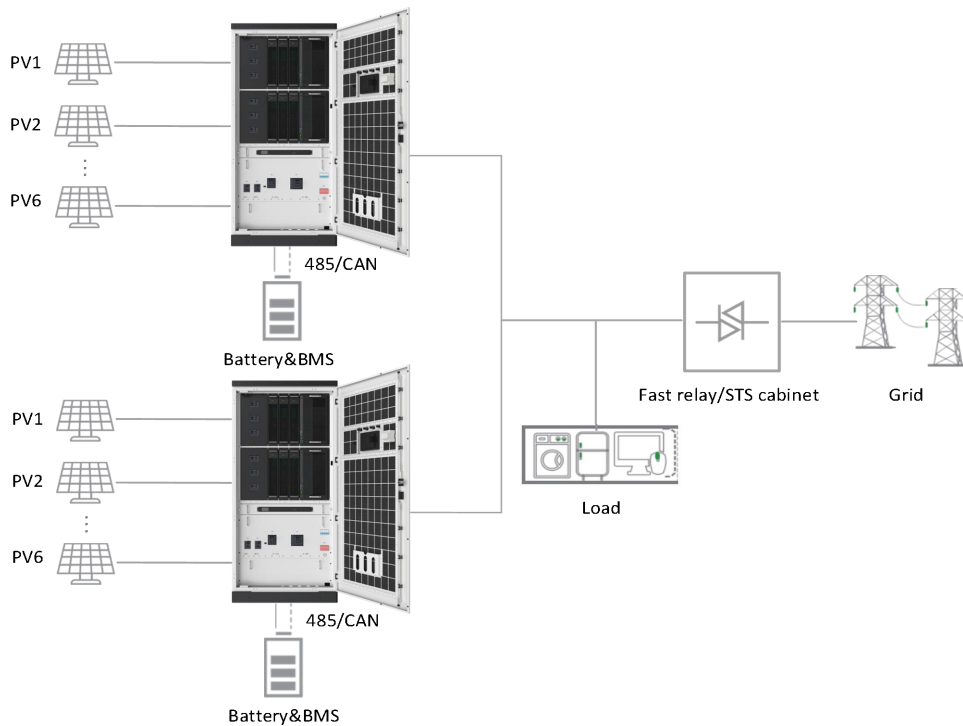 PV1
PV2
PV6
485/CAN
Battery&BMS
Fast relay/STS cabinet
Grid
PV1
PV2
PV6
Load
485/CAN
Battery&BMS